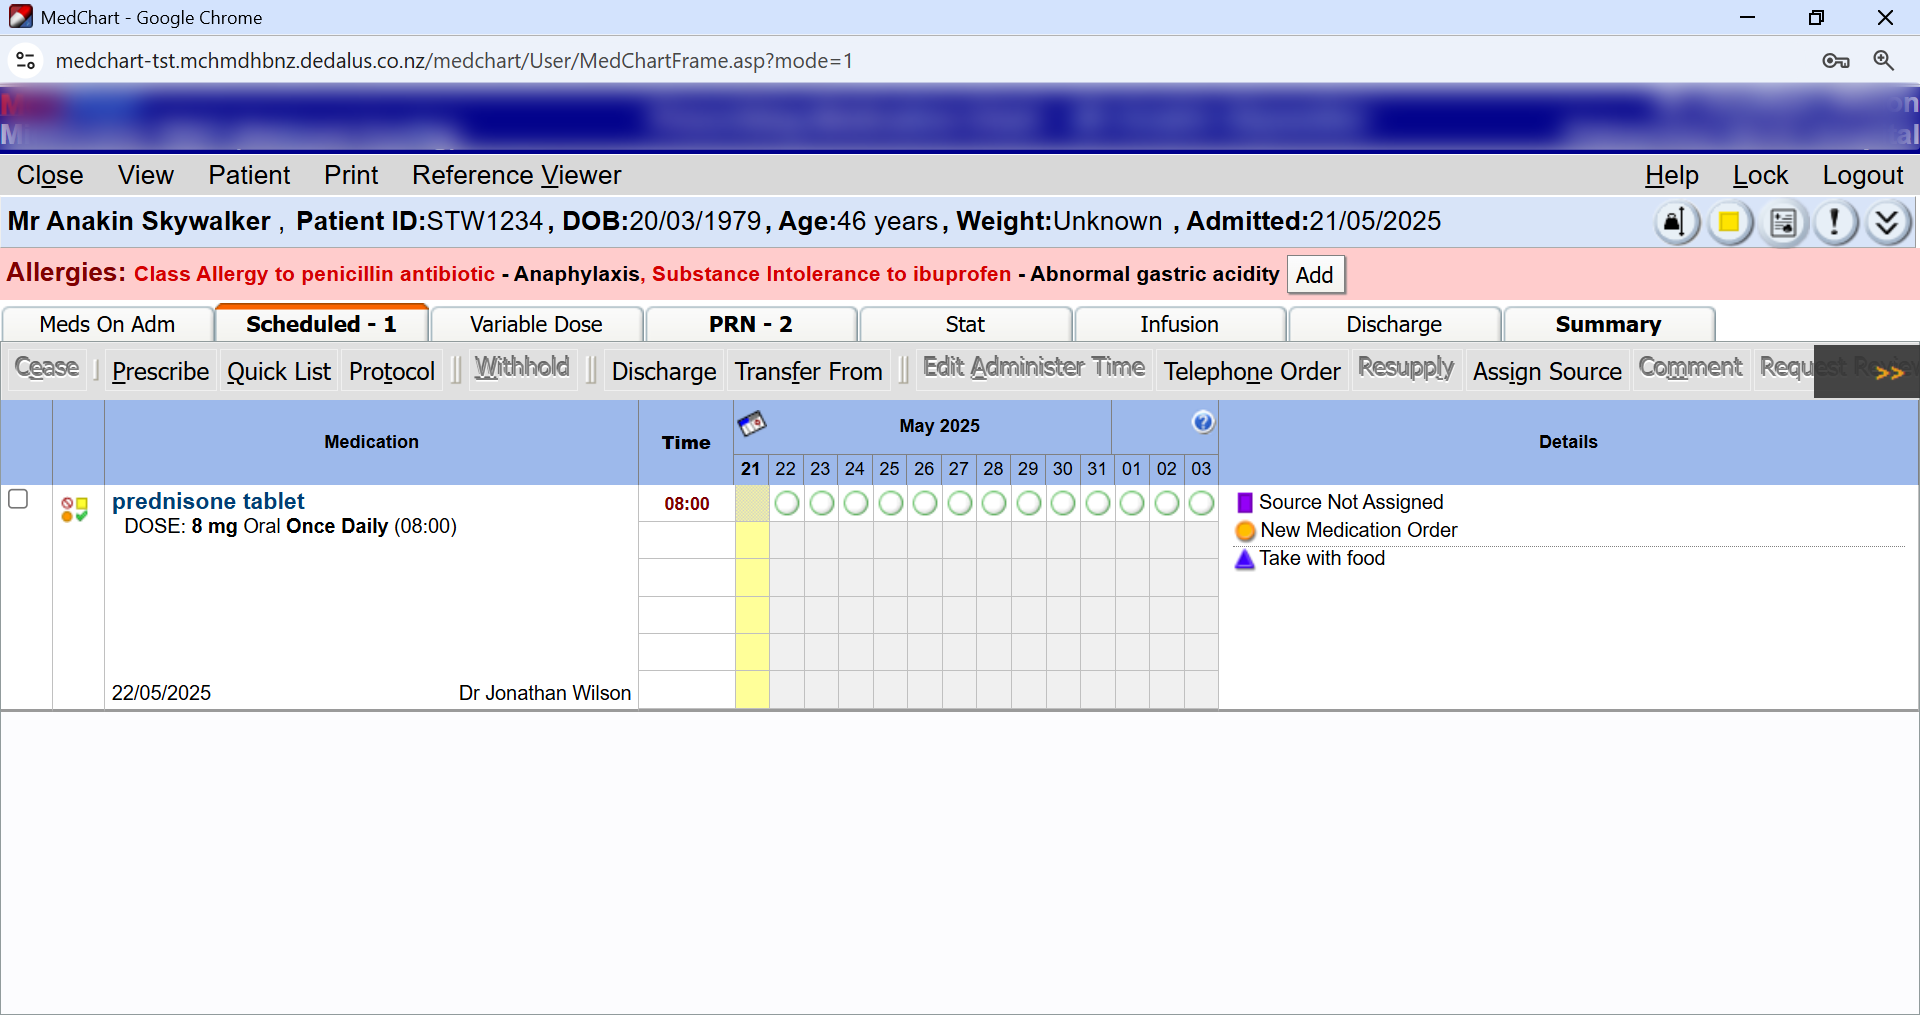 MedChart - Google Chrome
medchart-tst.mchmdhbnz.dedalus.co.nz/medchart/User/MedChartFrame.asp?mode=1
Close View Patient Print Reference Viewer Help Lock Logout
Mr Anakin Skywalker , Patient ID:STW1234, DOB:20/03/1979, Age:46 years, Weight:Unknown , Admitted:21/05/2025
Allergies: Class Allergy to penicillin antibiotic - Anaphylaxis, Substance Intolerance to ibuprofen - Abnormal gastric acidity Add
Meds On Adm Scheduled - 1 Variable Dose PRN - 2 Stat Infusion Discharge Summary
Cease Prescribe Quick List Protocol Withhold Discharge Transfer From Edit Administer Time Telephone Order Resupply Assign Source Comment Request >>
Medication Time May 2025 ? Details
21 22 23 24 25 26 27 28 29 30 31 01 02 03
prednisone tablet 08:00 Source Not Assigned
DOSE: 8 mg Oral Once Daily (08:00) New Medication Order
Take with food
22/05/2025 Dr Jonathan Wilson